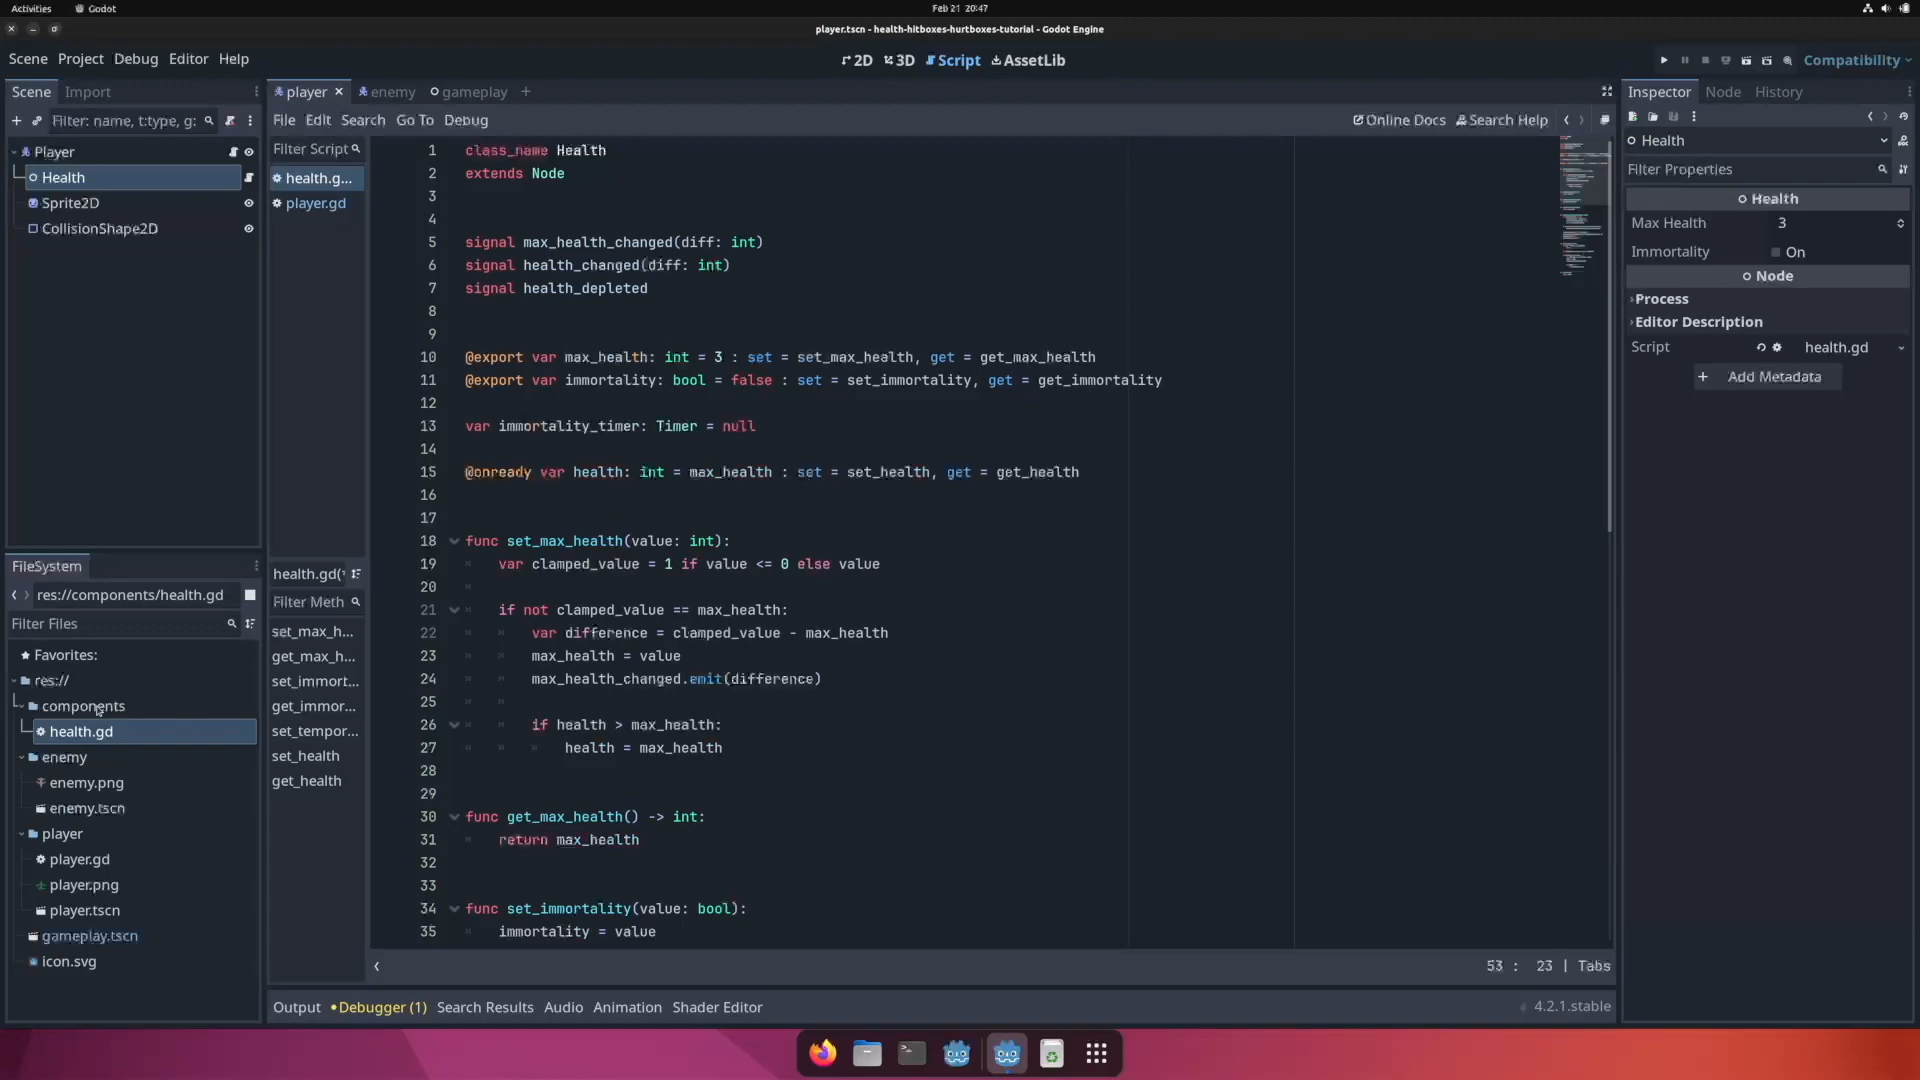 Activities Godot Feb 21 20:47
player.tscn - health-hitboxes-hurtboxes-tutorial - Godot Engine
Scene Project Debug Editor Help 2D 3D Script AssetLib Compatibility
Scene Import
Filter: name, t:type, g:
Player
Health
Sprite2D
CollisionShape2D
FileSystem
res://components/health.gd
Filter Files
Favorites:
res://
components
health.gd
enemy
enemy.png
enemy.tscn
player
player.gd
player.png
player.tscn
gameplay.tscn
icon.svg
player enemy gameplay
File Edit Search Go To Debug Online Docs Search Help
Filter Script
health.g...
player.gd
health.gd(
Filter Meth
set_max_h...
get_max_h...
set_immort...
get_immor...
set_tempor...
set_health
get_health
1 class_name Health
2 extends Node
3
4
5 signal max_health_changed(diff: int)
6 signal health_changed(diff: int)
7 signal health_depleted
8
9
10 @export var max_health: int = 3 : set = set_max_health, get = get_max_health
11 @export var immortality: bool = false : set = set_immortality, get = get_immortality
12
13 var immortality_timer: Timer = null
14
15 @onready var health: int = max_health : set = set_health, get = get_health
16
17
18 func set_max_health(value: int):
19 var clamped_value = 1 if value <= 0 else value
20
21 if not clamped_value == max_health:
22 var difference = clamped_value - max_health
23 max_health = value
24 max_health_changed.emit(difference)
25
26 if health > max_health:
27 health = max_health
28
29
30 func get_max_health() -> int:
31 return max_health
32
33
34 func set_immortality(value: bool):
35 immortality = value
53 : 23 | Tabs
Output Debugger (1) Search Results Audio Animation Shader Editor 4.2.1.stable
Inspector Node History
Health
Filter Properties
Health
Max Health 3
Immortality On
Node
Process
Editor Description
Script health.gd
Add Metadata